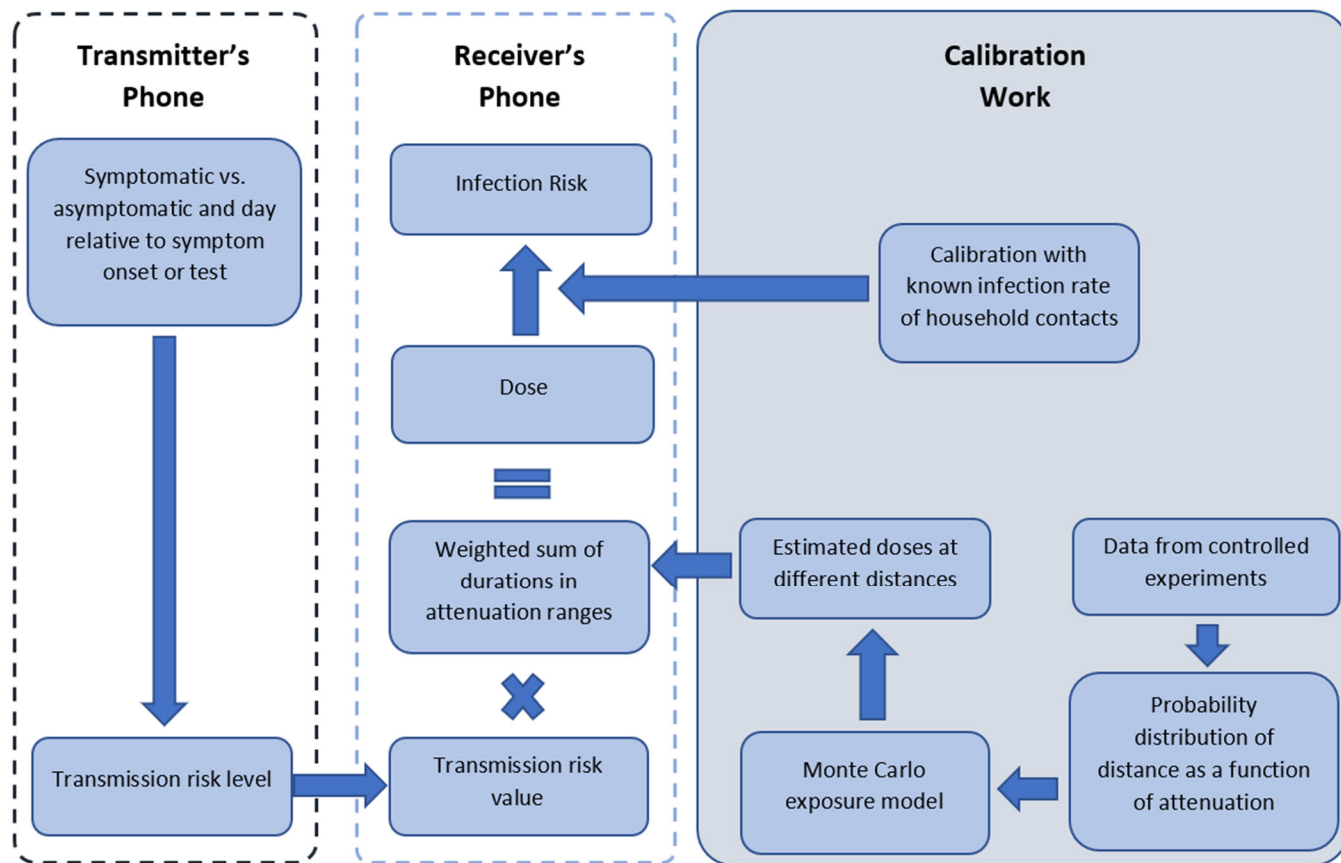 Transmitter's
Phone
Symptomatic vs.
asymptomatic and day
relative to symptom
onset or test
Transmission risk level
Receiver's
Phone
Infection Risk
Dose
Weighted sum of
durations in
attenuation ranges
Transmission risk
value
Calibration
Work
Calibration with
known infection rate
of household contacts
Estimated doses at
different distances
Data from controlled
experiments
Monte Carlo
exposure model
Probability
distribution of
distance as a function
of attenuation